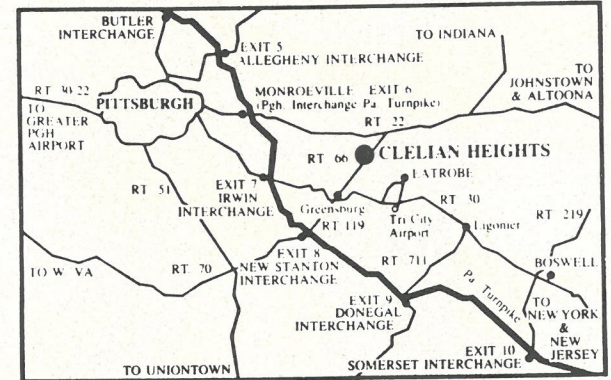 BUTLER
INTERCHANGE
EXIT 5
ALLEGHENY INTERCHANGE
TO INDIANA
TO
JOHNSTOWN
& ALTOONA
RT 30-22
TO
GREATER
PGH
AIRPORT
PITTSBURGH
MONROEVILLE EXIT 6
(Pgh. Interchange Pa. Turnpike)
RT 22
RT 66
CLELIAN HEIGHTS
LATROBE
RT 51
EXIT 7
IRWIN
INTERCHANGE
Greensburg
Tri City
Airport
RT 30
RT 219
RT 119
Ligonier
TO W. VA
RT 70
EXIT 8
NEW STANTON
INTERCHANGE
RT 711
BOSWELL
Pa Turnpike
EXIT 9
DONEGAL
INTERCHANGE
TO
NEW YORK
&
NEW
JERSEY
TO UNIONTOWN
EXIT 10
SOMERSET INTERCHANGE